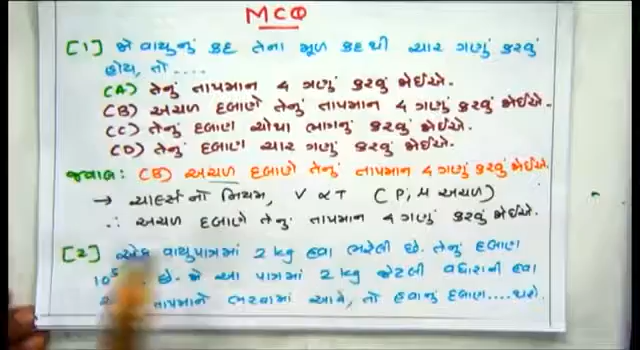 MCQ
[1] જો વાયુનું કદ તેના મૂળ કદથી ચાર ગણું કરવું
હોય, તો ....
(A) તેનું તાપમાન 4 ગણું કરવું જોઈએ.
(B) અચળ દબાણે તેનું તાપમાન 4 ગણું કરવું જોઈએ.
(C) તેનું દબાણ ચોથા ભાગનું કરવું જોઈએ.
(D) તેનું દબાણ ચાર ગણું કરવું જોઈએ.
જવાબ: (B) અચળ દબાણે તેનું તાપમાન 4 ગણું કરવું જોઈએ.
→ ચાર્લ્સનો નિયમ, V ∝ T (P, μ અચળ)
∴ અચળ દબાણે તેનું તાપમાન 4 ગણું કરવું જોઈએ.
[2] એક વાયુપાત્રમાં 2 kg હવા ભરેલી છે. તેનું દબાણ
10⁵ છે. જો આ પાત્રમાં 2 kg જેટલી વધારાની હવા
તાપમાને ભરવામાં આવે, તો હવાનું દબાણ .... થશે.